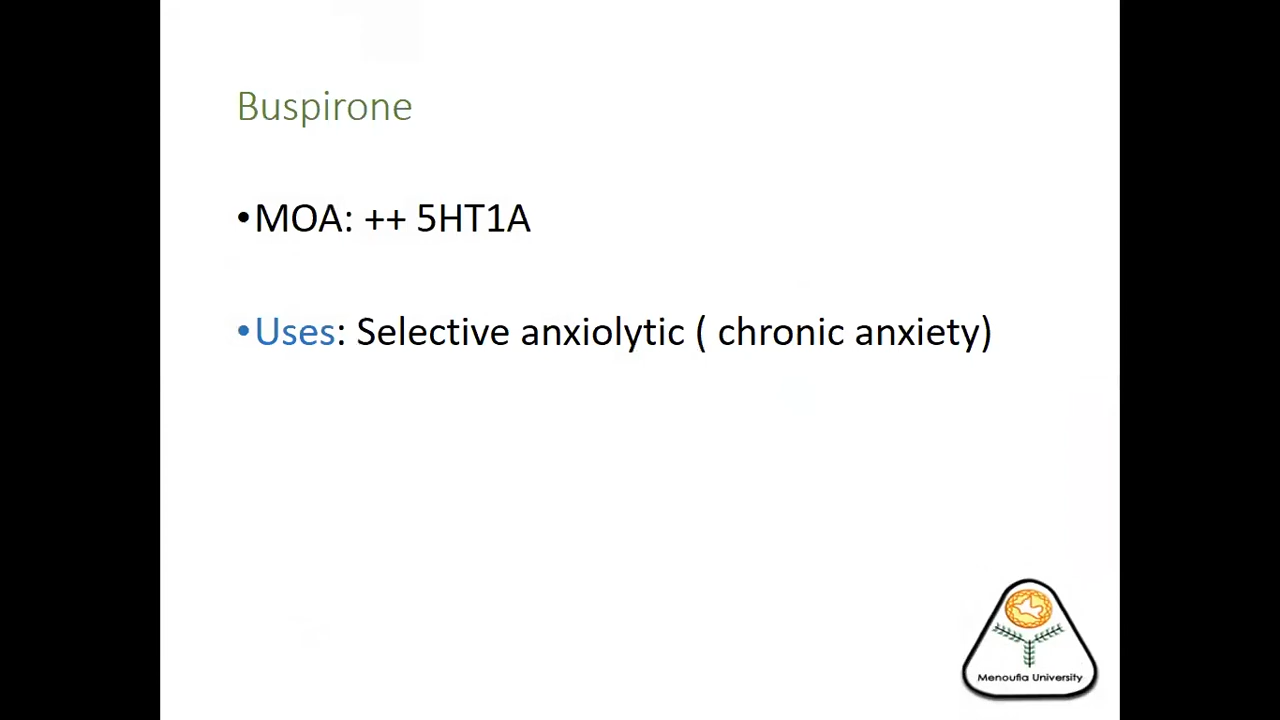 Buspirone
•MOA: ++ 5HT1A
•Uses: Selective anxiolytic ( chronic anxiety)
Menoufia University